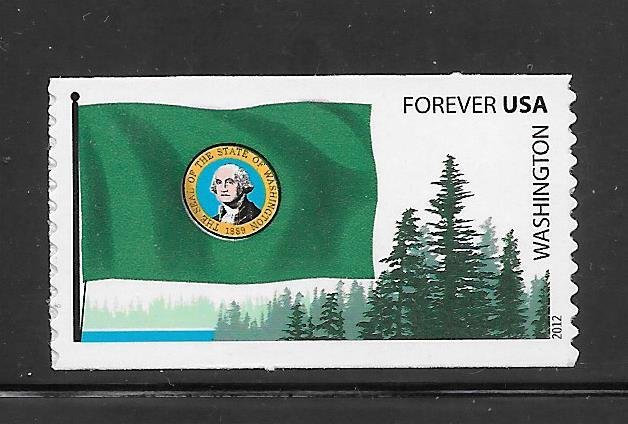 FOREVER USA
WASHINGTON
THE SEAL OF THE STATE OF WASHINGTON
1889
2012